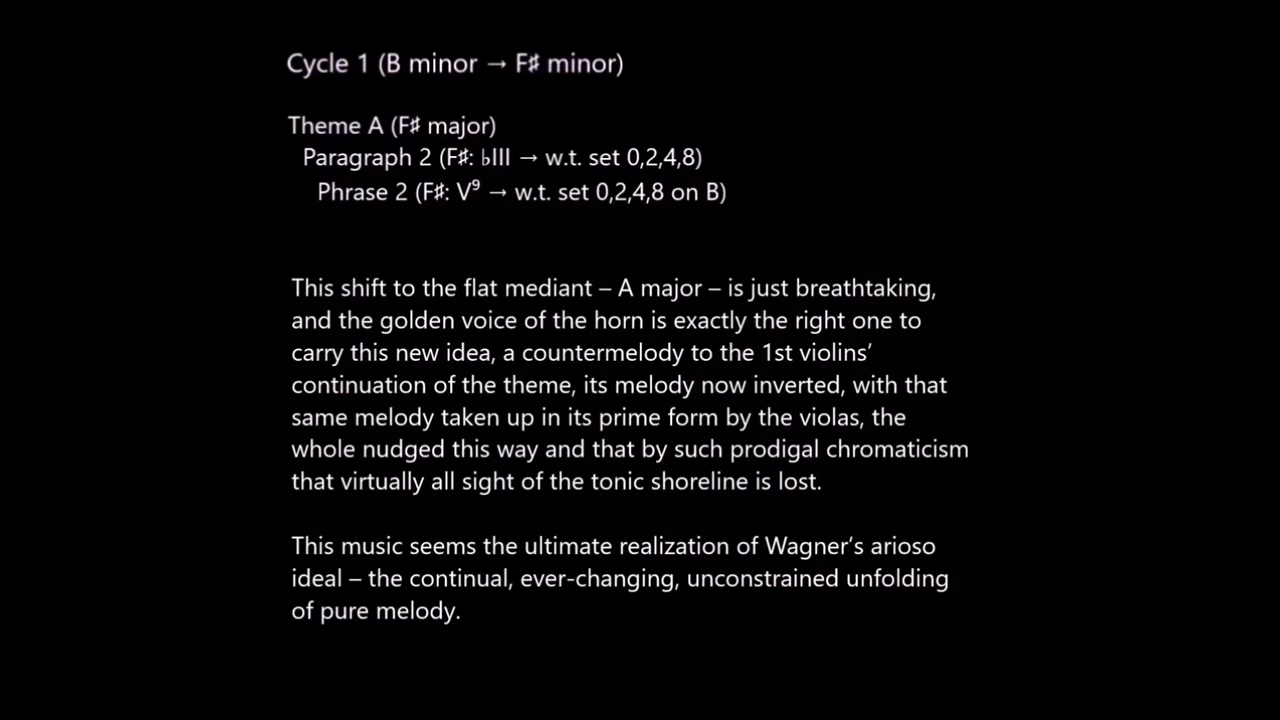 Cycle 1 (B minor → F♯ minor)
Theme A (F♯ major)
Paragraph 2 (F♯: ♭III → w.t. set 0,2,4,8)
Phrase 2 (F♯: V⁹ → w.t. set 0,2,4,8 on B)
This shift to the flat mediant – A major – is just breathtaking,
and the golden voice of the horn is exactly the right one to
carry this new idea, a countermelody to the 1st violins’
continuation of the theme, its melody now inverted, with that
same melody taken up in its prime form by the violas, the
whole nudged this way and that by such prodigal chromaticism
that virtually all sight of the tonic shoreline is lost.
This music seems the ultimate realization of Wagner’s arioso
ideal – the continual, ever-changing, unconstrained unfolding
of pure melody.